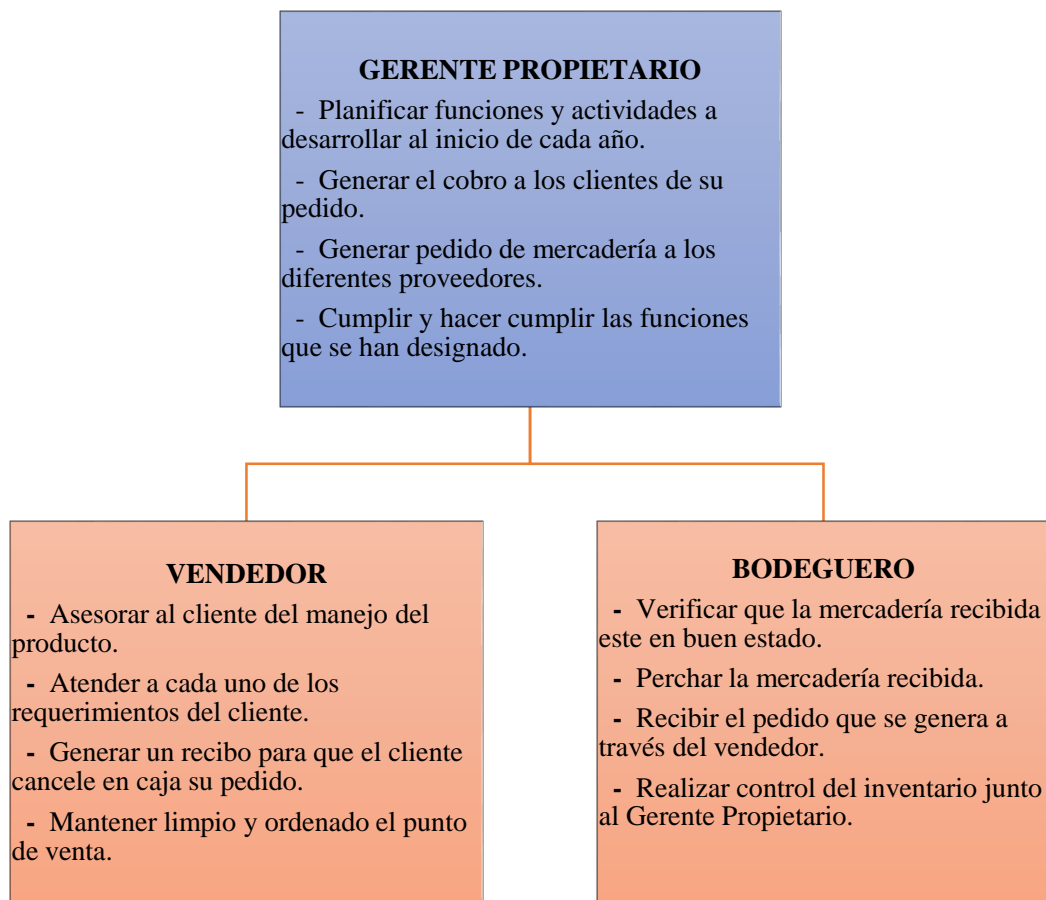 GERENTE PROPIETARIO
- Planificar funciones y actividades a
desarrollar al inicio de cada año.
- Generar el cobro a los clientes de su
pedido.
- Generar pedido de mercadería a los
diferentes proveedores.
- Cumplir y hacer cumplir las funciones
que se han designado.
VENDEDOR
- Asesorar al cliente del manejo del
producto.
- Atender a cada uno de los
requerimientos del cliente.
- Generar un recibo para que el cliente
cancele en caja su pedido.
- Mantener limpio y ordenado el punto
de venta.
BODEGUERO
- Verificar que la mercadería recibida
este en buen estado.
- Perchar la mercadería recibida.
- Recibir el pedido que se genera a
través del vendedor.
- Realizar control del inventario junto
al Gerente Propietario.